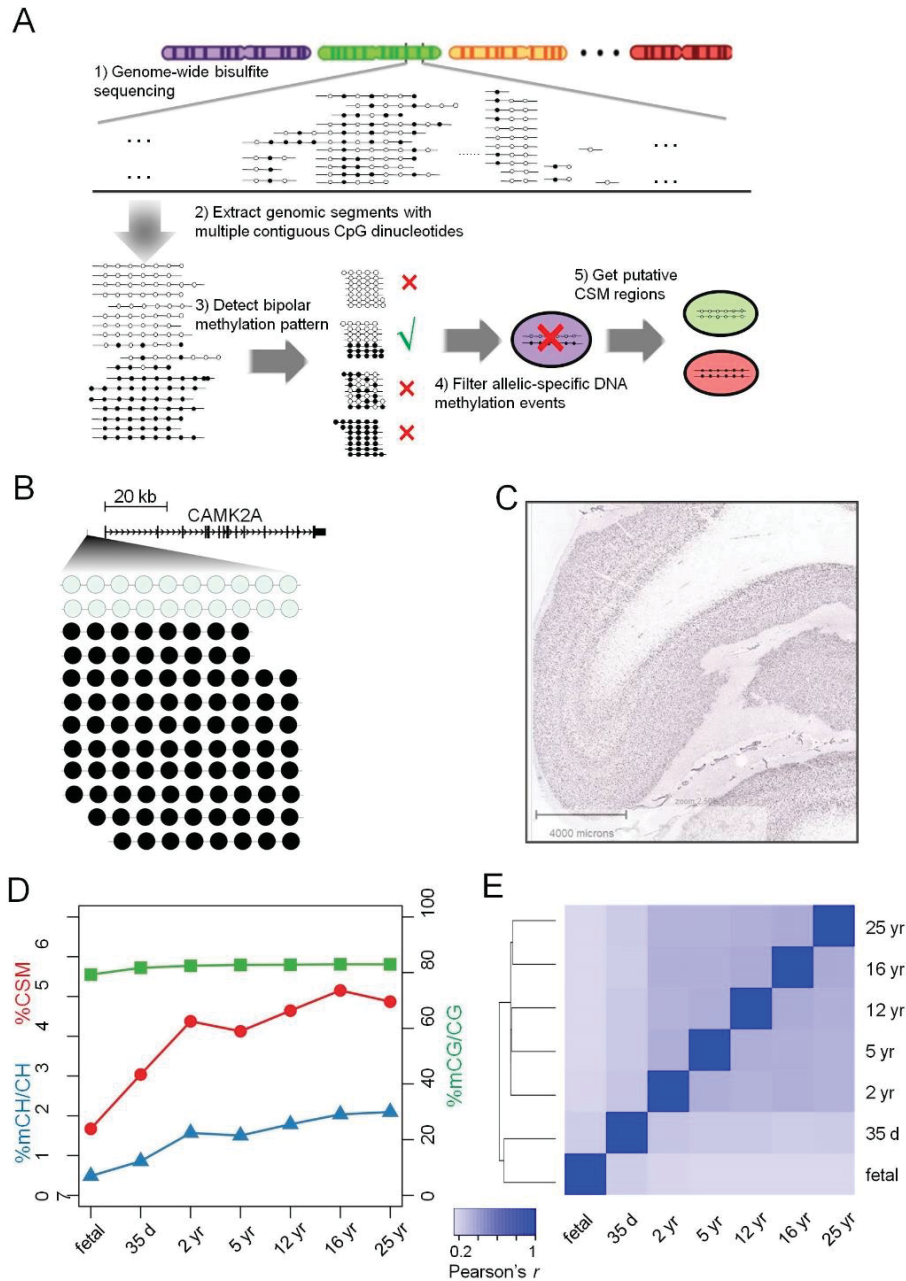 A
1) Genome-wide bisulfite
sequencing
2) Extract genomic segments with
multiple contiguous CpG dinucleotides
3) Detect bipolar
methylation pattern
4) Filter allelic-specific DNA
methylation events
5) Get putative
CSM regions
B
20 kb
CAMK2A
C
4000 microns
D
%mCH/CH
%CSM
0 1 2 3 4 5 6
7
%mCG/CG
0 20 40 60 80 100
fetal
35 d
2 yr
5 yr
12 yr
16 yr
25 yr
0.2 1
Pearson's r
E
25 yr
16 yr
12 yr
5 yr
2 yr
35 d
fetal
fetal
35 d
2 yr
5 yr
12 yr
16 yr
25 yr